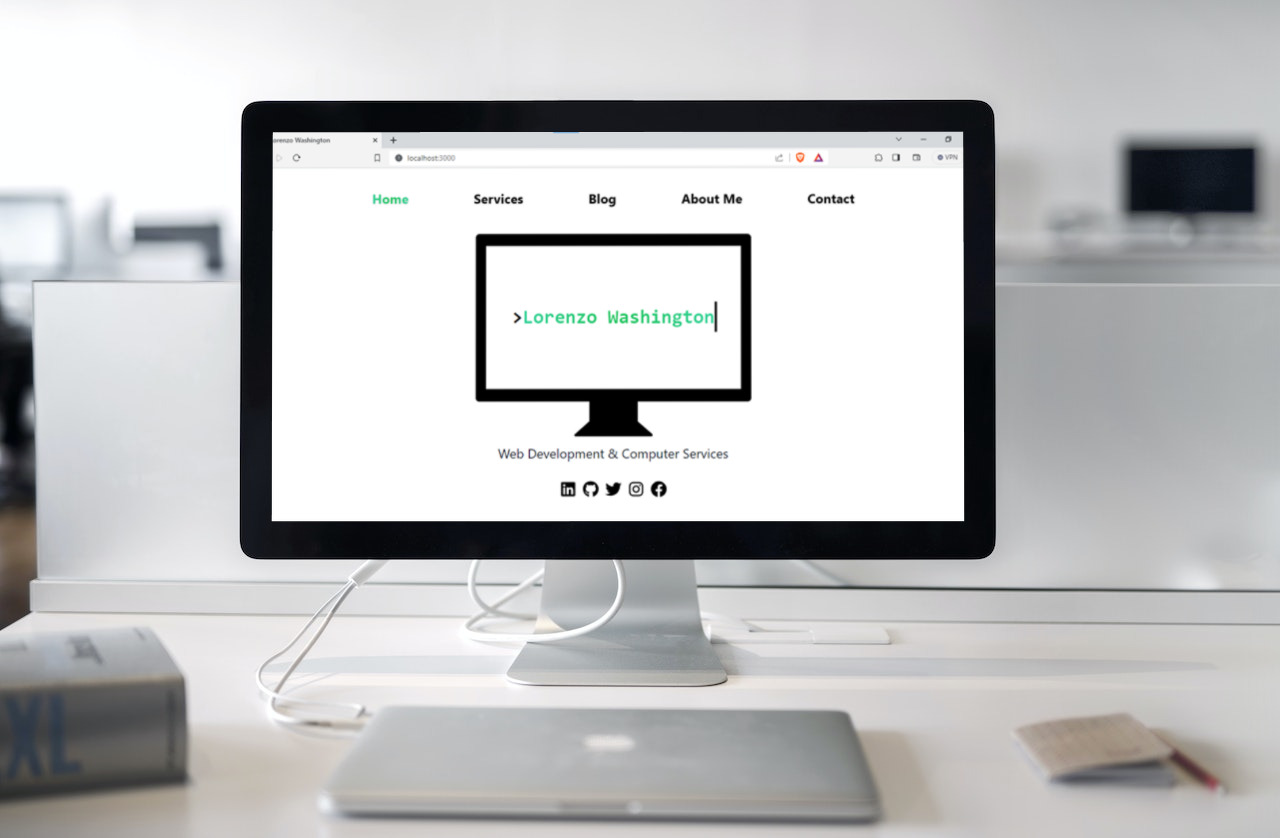 orenzo Washington
localhost:3000
VPN
Home Services Blog About Me Contact
>Lorenzo Washington
Web Development & Computer Services
XL